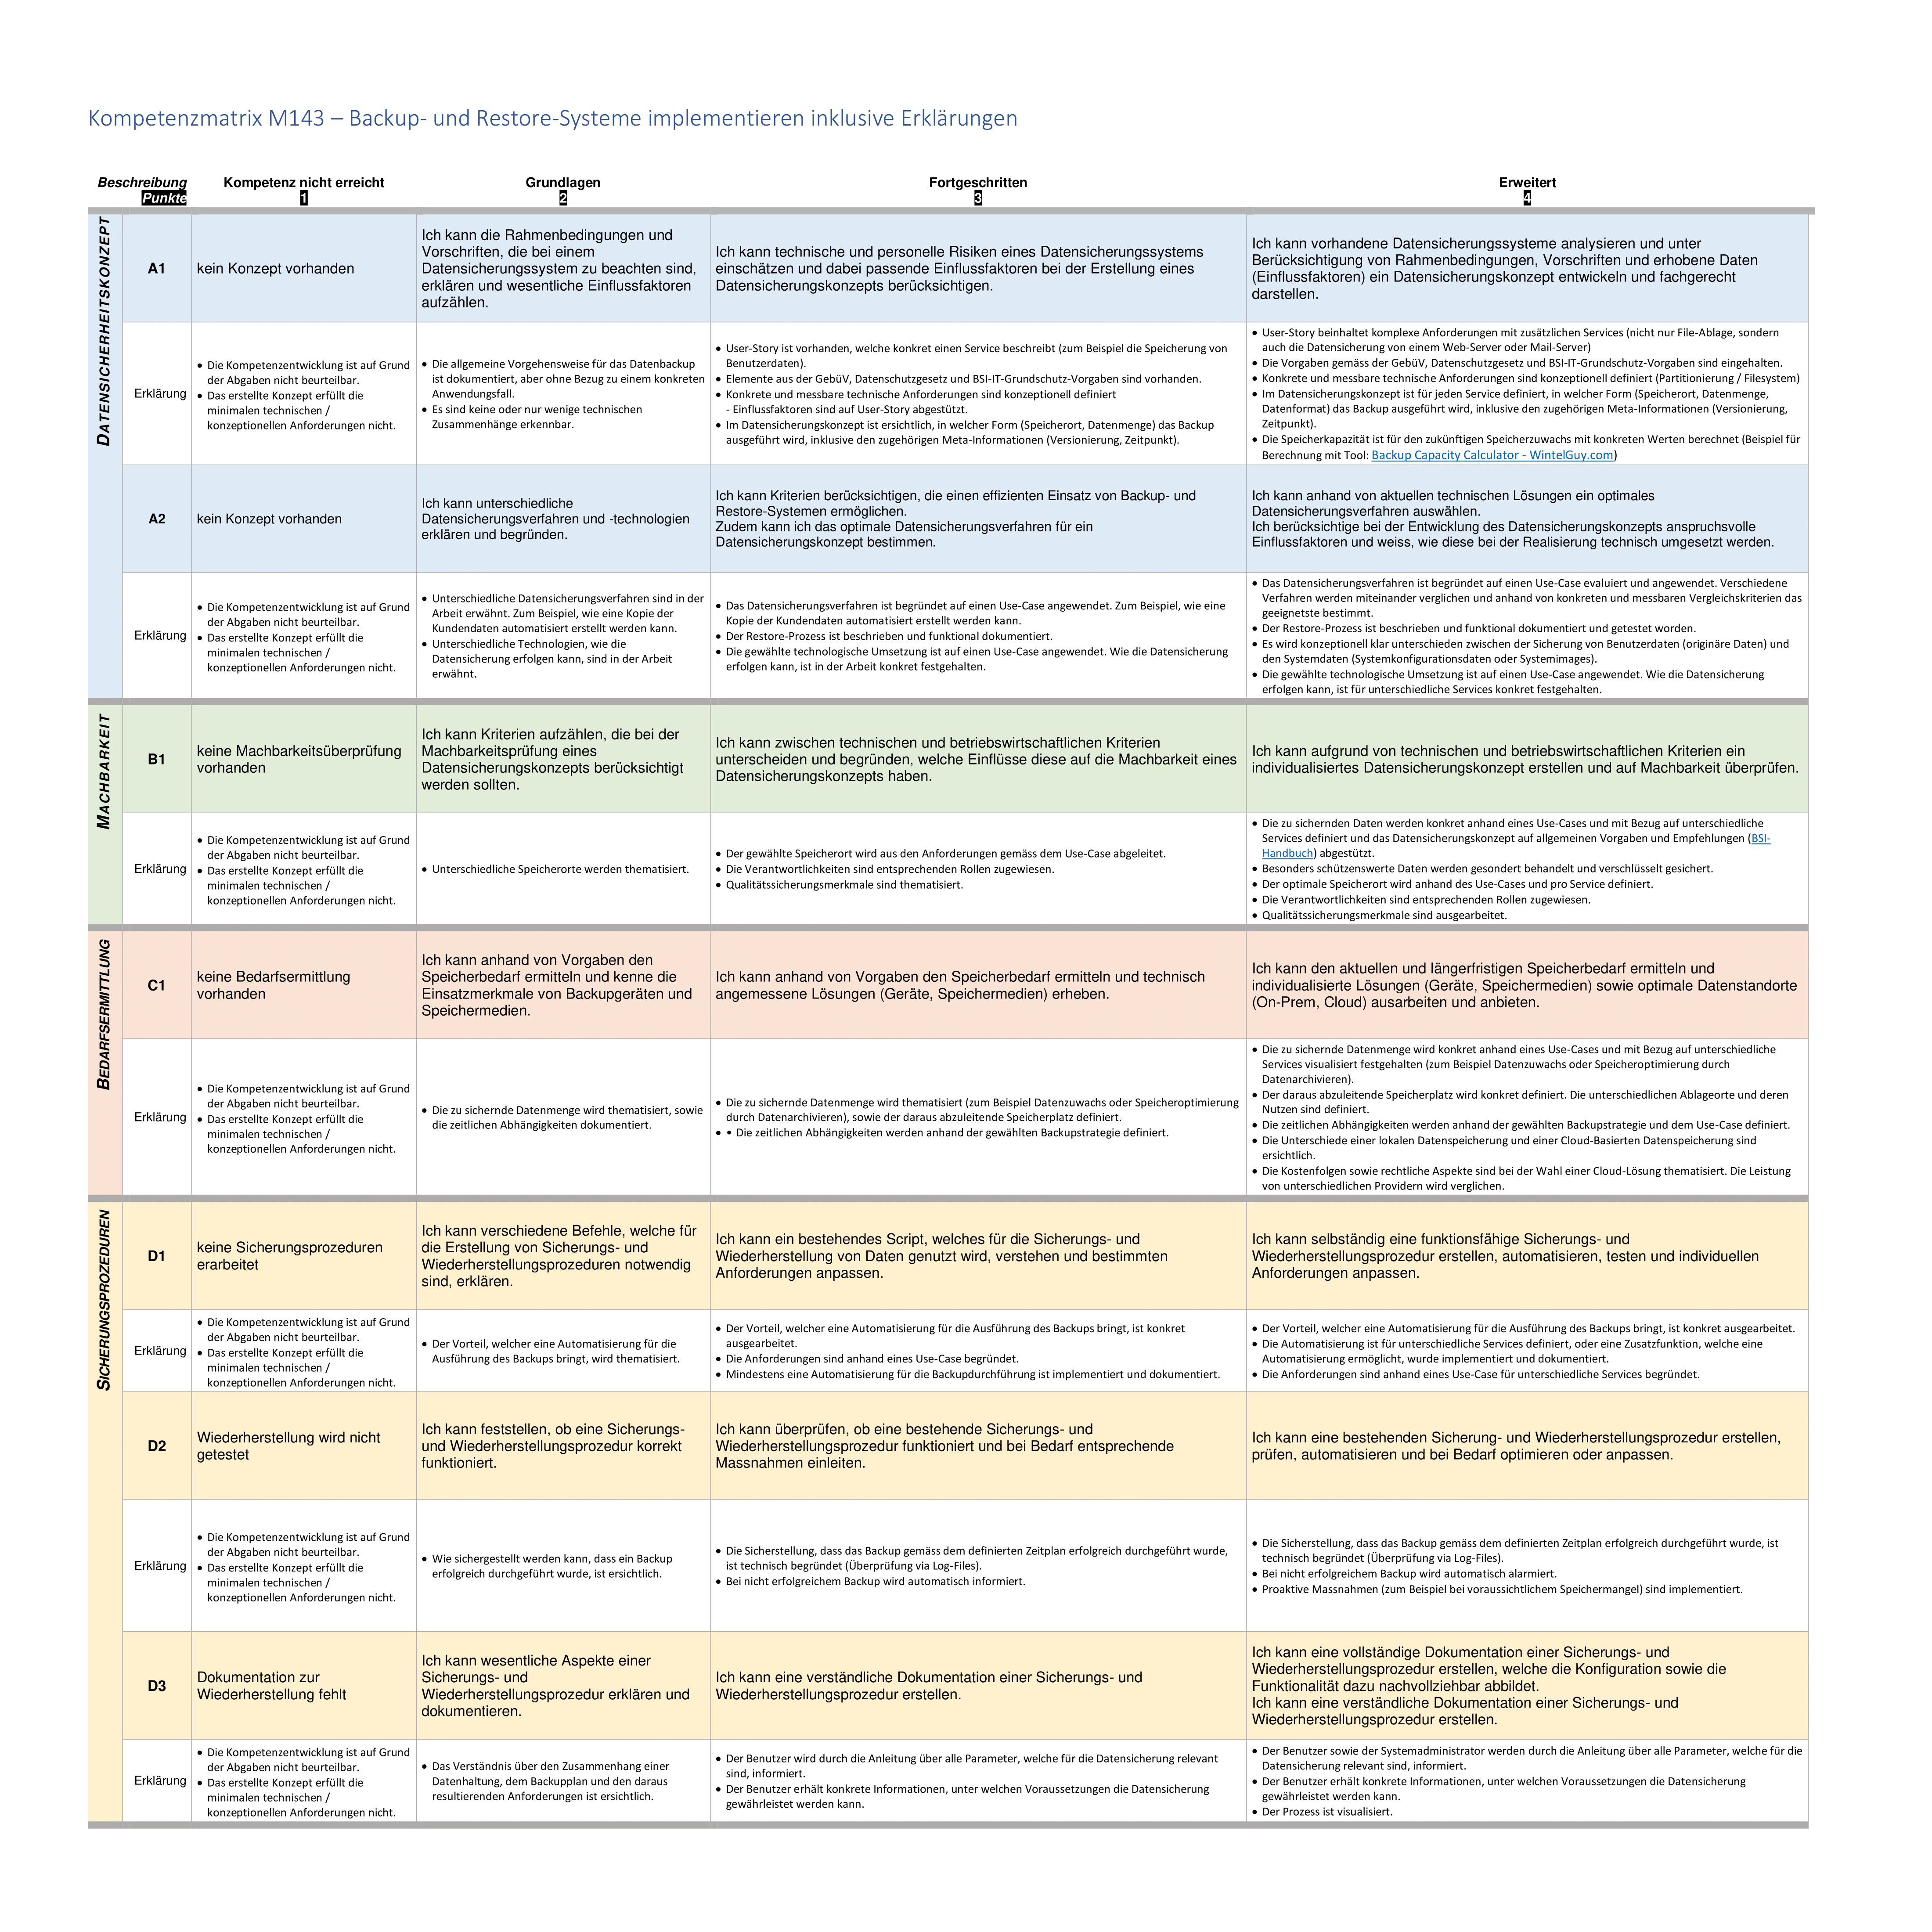 Kompetenzmatrix M143 – Backup- und Restore-Systeme implementieren inklusive Erklärungen
Beschreibung
Punkte
Kompetenz nicht erreicht
1
Grundlagen
2
Fortgeschritten
3
Erweitert
4
DATENSICHERHEITSKONZEPT
A1
kein Konzept vorhanden
Ich kann die Rahmenbedingungen und
Vorschriften, die bei einem
Datensicherungssystem zu beachten sind,
erklären und wesentliche Einflussfaktoren
aufzählen.
Ich kann technische und personelle Risiken eines Datensicherungssystems
einschätzen und dabei passende Einflussfaktoren bei der Erstellung eines
Datensicherungskonzepts berücksichtigen.
Ich kann vorhandene Datensicherungssysteme analysieren und unter
Berücksichtigung von Rahmenbedingungen, Vorschriften und erhobene Daten
(Einflussfaktoren) ein Datensicherungskonzept entwickeln und fachgerecht
darstellen.
Erklärung
• Die Kompetenzentwicklung ist auf Grund
der Abgaben nicht beurteilbar.
• Das erstellte Konzept erfüllt die
minimalen technischen /
konzeptionellen Anforderungen nicht.
• Die allgemeine Vorgehensweise für das Datenbackup
ist dokumentiert, aber ohne Bezug zu einem konkreten
Anwendungsfall.
• Es sind keine oder nur wenige technischen
Zusammenhänge erkennbar.
• User-Story ist vorhanden, welche konkret einen Service beschreibt (zum Beispiel die Speicherung von
Benutzerdaten).
• Elemente aus der GebüV, Datenschutzgesetz und BSI-IT-Grundschutz-Vorgaben sind vorhanden.
• Konkrete und messbare technische Anforderungen sind konzeptionell definiert
- Einflussfaktoren sind auf User-Story abgestützt.
• Im Datensicherungskonzept ist ersichtlich, in welcher Form (Speicherort, Datenmenge) das Backup
ausgeführt wird, inklusive den zugehörigen Meta-Informationen (Versionierung, Zeitpunkt).
• User-Story beinhaltet komplexe Anforderungen mit zusätzlichen Services (nicht nur File-Ablage, sondern
auch die Datensicherung von einem Web-Server oder Mail-Server)
• Die Vorgaben gemäss der GebüV, Datenschutzgesetz und BSI-IT-Grundschutz-Vorgaben sind eingehalten.
• Konkrete und messbare technische Anforderungen sind konzeptionell definiert (Partitionierung / Filesystem)
• Im Datensicherungskonzept ist für jeden Service definiert, in welcher Form (Speicherort, Datenmenge,
Datenformat) das Backup ausgeführt wird, inklusive den zugehörigen Meta-Informationen (Versionierung,
Zeitpunkt).
• Die Speicherkapazität ist für den zukünftigen Speicherzuwachs mit konkreten Werten berechnet (Beispiel für
Berechnung mit Tool: Backup Capacity Calculator - WintelGuy.com)
A2
kein Konzept vorhanden
Ich kann unterschiedliche
Datensicherungsverfahren und -technologien
erklären und begründen.
Ich kann Kriterien berücksichtigen, die einen effizienten Einsatz von Backup- und
Restore-Systemen ermöglichen.
Zudem kann ich das optimale Datensicherungsverfahren für ein
Datensicherungskonzept bestimmen.
Ich kann anhand von aktuellen technischen Lösungen ein optimales
Datensicherungsverfahren auswählen.
Ich berücksichtige bei der Entwicklung des Datensicherungskonzepts anspruchsvolle
Einflussfaktoren und weiss, wie diese bei der Realisierung technisch umgesetzt werden.
Erklärung
• Die Kompetenzentwicklung ist auf Grund
der Abgaben nicht beurteilbar.
• Das erstellte Konzept erfüllt die
minimalen technischen /
konzeptionellen Anforderungen nicht.
• Unterschiedliche Datensicherungsverfahren sind in der
Arbeit erwähnt. Zum Beispiel, wie eine Kopie der
Kundendaten automatisiert erstellt werden kann.
• Unterschiedliche Technologien, wie die
Datensicherung erfolgen kann, sind in der Arbeit
erwähnt.
• Das Datensicherungsverfahren ist begründet auf einen Use-Case angewendet. Zum Beispiel, wie eine
Kopie der Kundendaten automatisiert erstellt werden kann.
• Der Restore-Prozess ist beschrieben und funktional dokumentiert.
• Die gewählte technologische Umsetzung ist auf einen Use-Case angewendet. Wie die Datensicherung
erfolgen kann, ist in der Arbeit konkret festgehalten.
• Das Datensicherungsverfahren ist begründet auf einen Use-Case evaluiert und angewendet. Verschiedene
Verfahren werden miteinander verglichen und anhand von konkreten und messbaren Vergleichskriterien das
geeignetste bestimmt.
• Der Restore-Prozess ist beschrieben und funktional dokumentiert und getestet worden.
• Es wird konzeptionell klar unterschieden zwischen der Sicherung von Benutzerdaten (originäre Daten) und
den Systemdaten (Systemkonfigurationsdaten oder Systemimages).
• Die gewählte technologische Umsetzung ist auf einen Use-Case angewendet. Wie die Datensicherung
erfolgen kann, ist für unterschiedliche Services konkret festgehalten.
MACHBARKEIT
B1
keine Machbarkeitsüberprüfung
vorhanden
Ich kann Kriterien aufzählen, die bei der
Machbarkeitsprüfung eines
Datensicherungskonzepts berücksichtigt
werden sollten.
Ich kann zwischen technischen und betriebswirtschaftlichen Kriterien
unterscheiden und begründen, welche Einflüsse diese auf die Machbarkeit eines
Datensicherungskonzepts haben.
Ich kann aufgrund von technischen und betriebswirtschaftlichen Kriterien ein
individualisiertes Datensicherungskonzept erstellen und auf Machbarkeit überprüfen.
Erklärung
• Die Kompetenzentwicklung ist auf Grund
der Abgaben nicht beurteilbar.
• Das erstellte Konzept erfüllt die
minimalen technischen /
konzeptionellen Anforderungen nicht.
• Unterschiedliche Speicherorte werden thematisiert.
• Der gewählte Speicherort wird aus den Anforderungen gemäss dem Use-Case abgeleitet.
• Die Verantwortlichkeiten sind entsprechenden Rollen zugewiesen.
• Qualitätssicherungsmerkmale sind thematisiert.
• Die zu sichernden Daten werden konkret anhand eines Use-Cases und mit Bezug auf unterschiedliche
Services definiert und das Datensicherungskonzept auf allgemeinen Vorgaben und Empfehlungen (BSI-
Handbuch) abgestützt.
• Besonders schützenswerte Daten werden gesondert behandelt und verschlüsselt gesichert.
• Der optimale Speicherort wird anhand des Use-Cases und pro Service definiert.
• Die Verantwortlichkeiten sind entsprechenden Rollen zugewiesen.
• Qualitätssicherungsmerkmale sind ausgearbeitet.
BEDARFSERMITTLUNG
C1
keine Bedarfsermittlung
vorhanden
Ich kann anhand von Vorgaben den
Speicherbedarf ermitteln und kenne die
Einsatzmerkmale von Backupgeräten und
Speichermedien.
Ich kann anhand von Vorgaben den Speicherbedarf ermitteln und technisch
angemessene Lösungen (Geräte, Speichermedien) erheben.
Ich kann den aktuellen und längerfristigen Speicherbedarf ermitteln und
individualisierte Lösungen (Geräte, Speichermedien) sowie optimale Datenstandorte
(On-Prem, Cloud) ausarbeiten und anbieten.
Erklärung
• Die Kompetenzentwicklung ist auf Grund
der Abgaben nicht beurteilbar.
• Das erstellte Konzept erfüllt die
minimalen technischen /
konzeptionellen Anforderungen nicht.
• Die zu sichernde Datenmenge wird thematisiert, sowie
die zeitlichen Abhängigkeiten dokumentiert.
• Die zu sichernde Datenmenge wird thematisiert (zum Beispiel Datenzuwachs oder Speicheroptimierung
durch Datenarchivieren), sowie der daraus abzuleitende Speicherplatz definiert.
• • Die zeitlichen Abhängigkeiten werden anhand der gewählten Backupstrategie definiert.
• Die zu sichernde Datenmenge wird konkret anhand eines Use-Cases und mit Bezug auf unterschiedliche
Services visualisiert festgehalten (zum Beispiel Datenzuwachs oder Speicheroptimierung durch
Datenarchivieren).
• Der daraus abzuleitende Speicherplatz wird konkret definiert. Die unterschiedlichen Ablageorte und deren
Nutzen sind definiert.
• Die zeitlichen Abhängigkeiten werden anhand der gewählten Backupstrategie und dem Use-Case definiert.
• Die Unterschiede einer lokalen Datenspeicherung und einer Cloud-Basierten Datenspeicherung sind
ersichtlich.
• Die Kostenfolgen sowie rechtliche Aspekte sind bei der Wahl einer Cloud-Lösung thematisiert. Die Leistung
von unterschiedlichen Providern wird verglichen.
SICHERUNGSPROZEDUREN
D1
keine Sicherungsprozeduren
erarbeitet
Ich kann verschiedene Befehle, welche für
die Erstellung von Sicherungs- und
Wiederherstellungsprozeduren notwendig
sind, erklären.
Ich kann ein bestehendes Script, welches für die Sicherungs- und
Wiederherstellung von Daten genutzt wird, verstehen und bestimmten
Anforderungen anpassen.
Ich kann selbständig eine funktionsfähige Sicherungs- und
Wiederherstellungsprozedur erstellen, automatisieren, testen und individuellen
Anforderungen anpassen.
Erklärung
• Die Kompetenzentwicklung ist auf Grund
der Abgaben nicht beurteilbar.
• Das erstellte Konzept erfüllt die
minimalen technischen /
konzeptionellen Anforderungen nicht.
• Der Vorteil, welcher eine Automatisierung für die
Ausführung des Backups bringt, wird thematisiert.
• Der Vorteil, welcher eine Automatisierung für die Ausführung des Backups bringt, ist konkret
ausgearbeitet.
• Die Anforderungen sind anhand eines Use-Case begründet.
• Mindestens eine Automatisierung für die Backupdurchführung ist implementiert und dokumentiert.
• Der Vorteil, welcher eine Automatisierung für die Ausführung des Backups bringt, ist konkret ausgearbeitet.
• Die Automatisierung ist für unterschiedliche Services definiert, oder eine Zusatzfunktion, welche eine
Automatisierung ermöglicht, wurde implementiert und dokumentiert.
• Die Anforderungen sind anhand eines Use-Case für unterschiedliche Services begründet.
D2
Wiederherstellung wird nicht
getestet
Ich kann feststellen, ob eine Sicherungs-
und Wiederherstellungsprozedur korrekt
funktioniert.
Ich kann überprüfen, ob eine bestehende Sicherungs- und
Wiederherstellungsprozedur funktioniert und bei Bedarf entsprechende
Massnahmen einleiten.
Ich kann eine bestehenden Sicherung- und Wiederherstellungsprozedur erstellen,
prüfen, automatisieren und bei Bedarf optimieren oder anpassen.
Erklärung
• Die Kompetenzentwicklung ist auf Grund
der Abgaben nicht beurteilbar.
• Das erstellte Konzept erfüllt die
minimalen technischen /
konzeptionellen Anforderungen nicht.
• Wie sichergestellt werden kann, dass ein Backup
erfolgreich durchgeführt wurde, ist ersichtlich.
• Die Sicherstellung, dass das Backup gemäss dem definierten Zeitplan erfolgreich durchgeführt wurde,
ist technisch begründet (Überprüfung via Log-Files).
• Bei nicht erfolgreichem Backup wird automatisch informiert.
• Die Sicherstellung, dass das Backup gemäss dem definierten Zeitplan erfolgreich durchgeführt wurde, ist
technisch begründet (Überprüfung via Log-Files).
• Bei nicht erfolgreichem Backup wird automatisch alarmiert.
• Proaktive Massnahmen (zum Beispiel bei voraussichtlichem Speichermangel) sind implementiert.
D3
Dokumentation zur
Wiederherstellung fehlt
Ich kann wesentliche Aspekte einer
Sicherungs- und
Wiederherstellungsprozedur erklären und
dokumentieren.
Ich kann eine verständliche Dokumentation einer Sicherungs- und
Wiederherstellungsprozedur erstellen.
Ich kann eine vollständige Dokumentation einer Sicherungs- und
Wiederherstellungsprozedur erstellen, welche die Konfiguration sowie die
Funktionalität dazu nachvollziehbar abbildet.
Ich kann eine verständliche Dokumentation einer Sicherungs- und
Wiederherstellungsprozedur erstellen.
Erklärung
• Die Kompetenzentwicklung ist auf Grund
der Abgaben nicht beurteilbar.
• Das erstellte Konzept erfüllt die
minimalen technischen /
konzeptionellen Anforderungen nicht.
• Das Verständnis über den Zusammenhang einer
Datenhaltung, dem Backupplan und den daraus
resultierenden Anforderungen ist ersichtlich.
• Der Benutzer wird durch die Anleitung über alle Parameter, welche für die Datensicherung relevant
sind, informiert.
• Der Benutzer erhält konkrete Informationen, unter welchen Voraussetzungen die Datensicherung
gewährleistet werden kann.
• Der Benutzer sowie der Systemadministrator werden durch die Anleitung über alle Parameter, welche für die
Datensicherung relevant sind, informiert.
• Der Benutzer erhält konkrete Informationen, unter welchen Voraussetzungen die Datensicherung
gewährleistet werden kann.
• Der Prozess ist visualisiert.